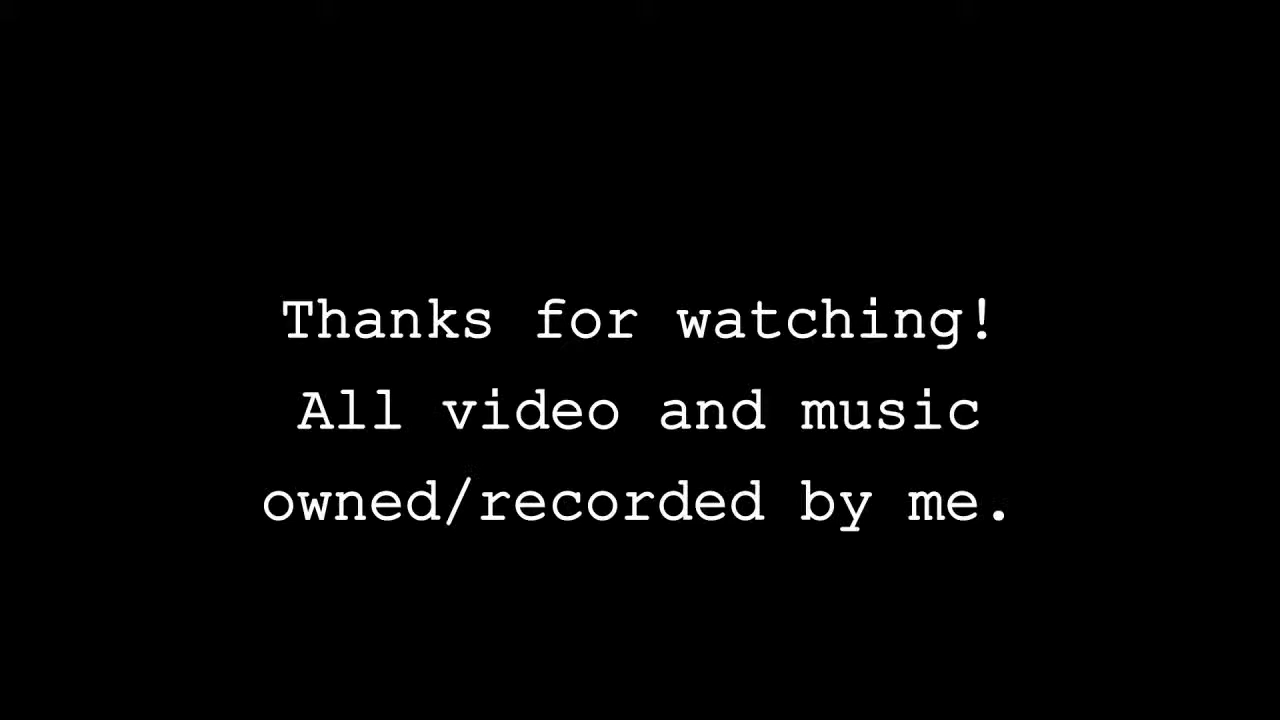 Thanks for watching!
All video and music
owned/recorded by me.